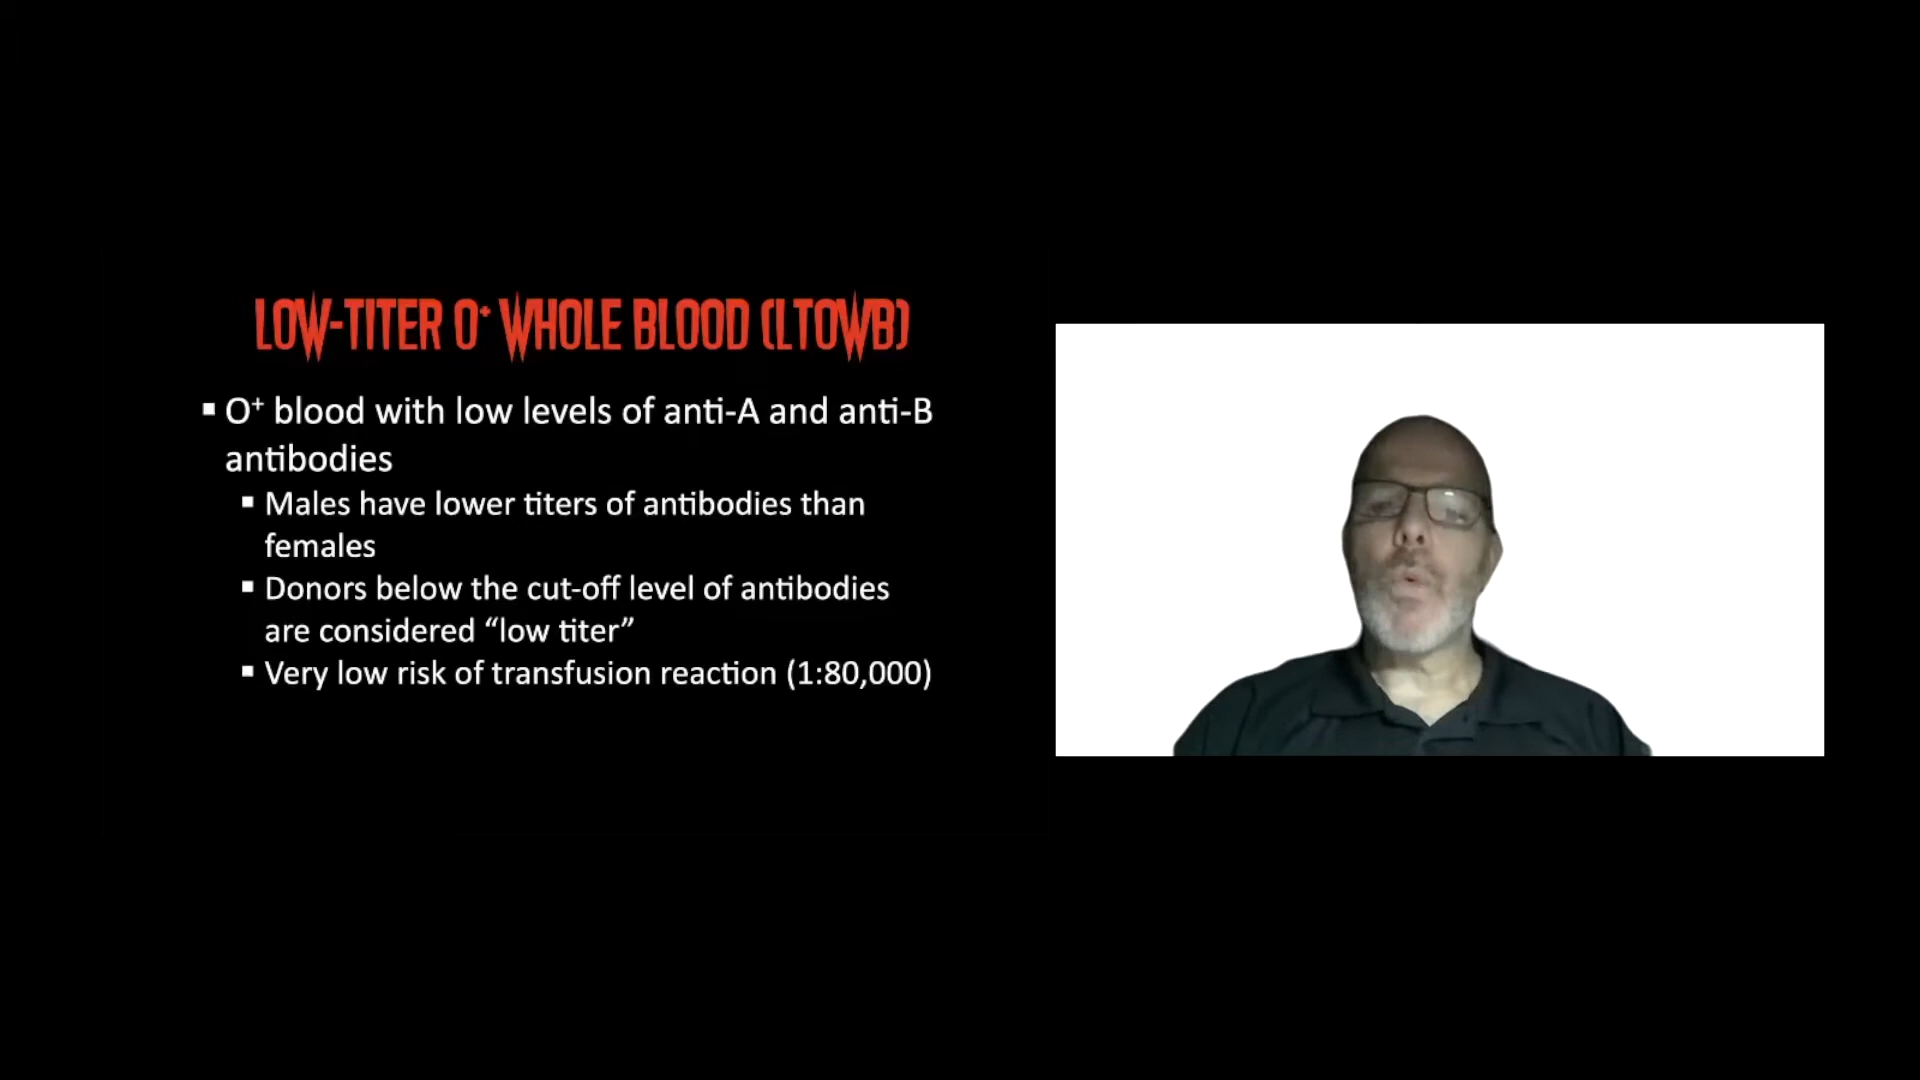 LOW-TITER O⁺ WHOLE BLOOD (LTOWB)
▪ O⁺ blood with low levels of anti-A and anti-B
antibodies
▪ Males have lower titers of antibodies than
females
▪ Donors below the cut-off level of antibodies
are considered “low titer”
▪ Very low risk of transfusion reaction (1:80,000)